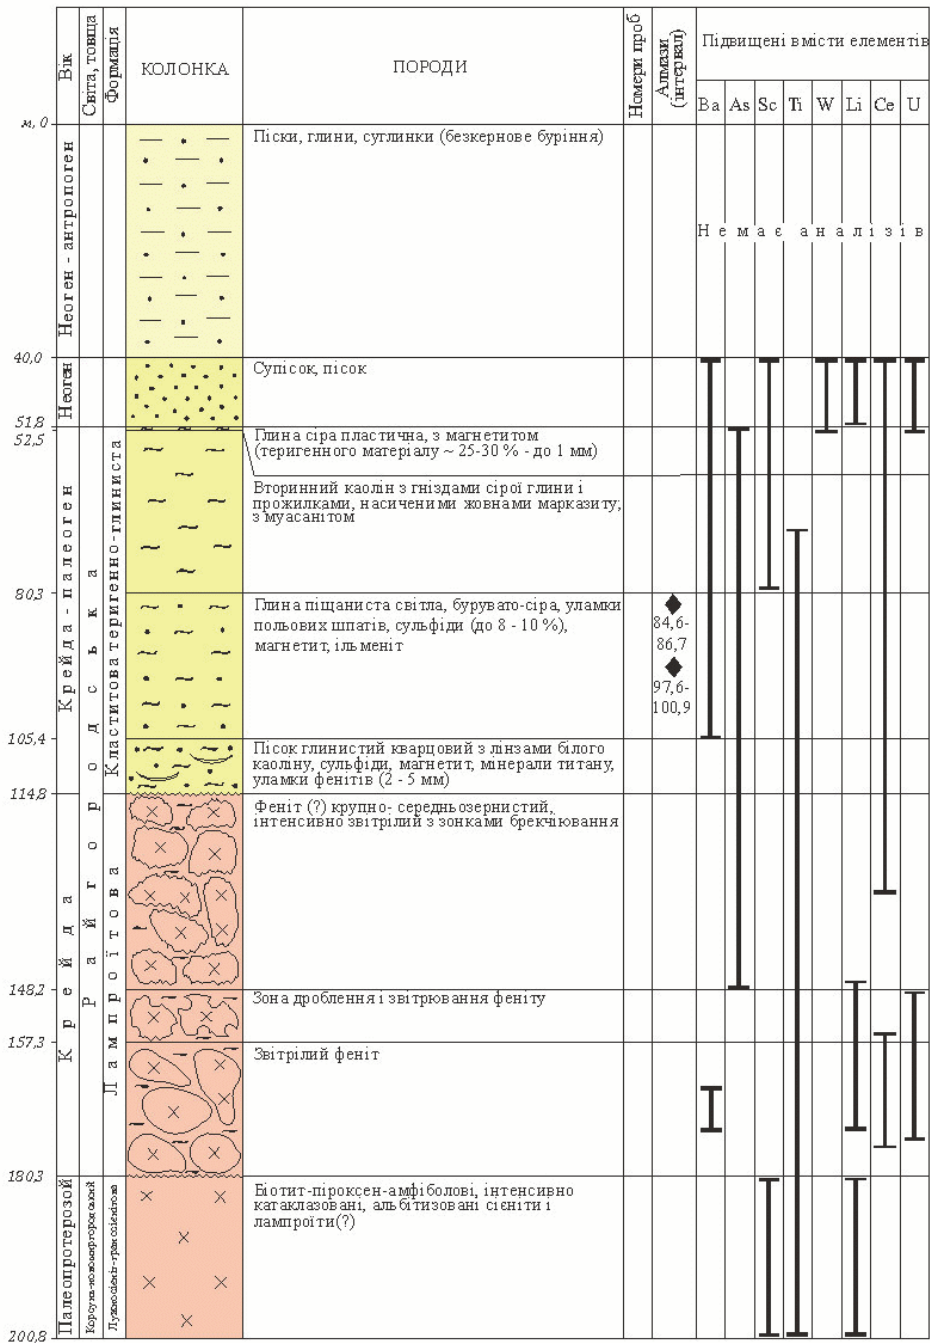 Вік
Світа, товща
Формація
КОЛОНКА
ПОРОДИ
Номери проб
Алмази
(інтервал)
Підвищені вмісти елементів
Ba As Sc Ti W Li Ce U
м, 0
Неоген - антропоген
Піски, глини, суглинки (безкернове буріння)
Немає аналізів
40,0
Неоген
Супісок, пісок
51,8
52,5
Глина сіра пластична, з магнетитом
(теригенного матеріалу ~ 25-30 % - до 1 мм)
Крейда - палеоген
Кластитоватеригенно-глиниста
Вторинний каолін з гніздами сірої глини і
прожилками, насиченими жовнами марказиту;
з муасанітом
80,3
Глина піщаниста світла, бурувато-сіра, уламки
польових шпатів, сульфіди (до 8 - 10 %),
магнетит, ільменіт
84,6-
86,7
97,6-
100,9
105,4
Пісок глинистий кварцовий з лінзами білого
каоліну, сульфіди, магнетит, мінерали титану,
уламки фенітів (2 - 5 мм)
114,8
Крейда
Райгородська
Лампроїтова
Феніт (?) крупно- середньозернистий,
інтенсивно звітрілий з зонками брекчіювання
148,2
Зона дроблення і звітрювання феніту
157,3
Звітрілий феніт
180,3
Палеопротерозой
Корсунь-новомиргородський
Біотит-піроксен-амфіболові, інтенсивно
катаклазовані, альбітизовані сієніти і
лампроїти(?)
200,8